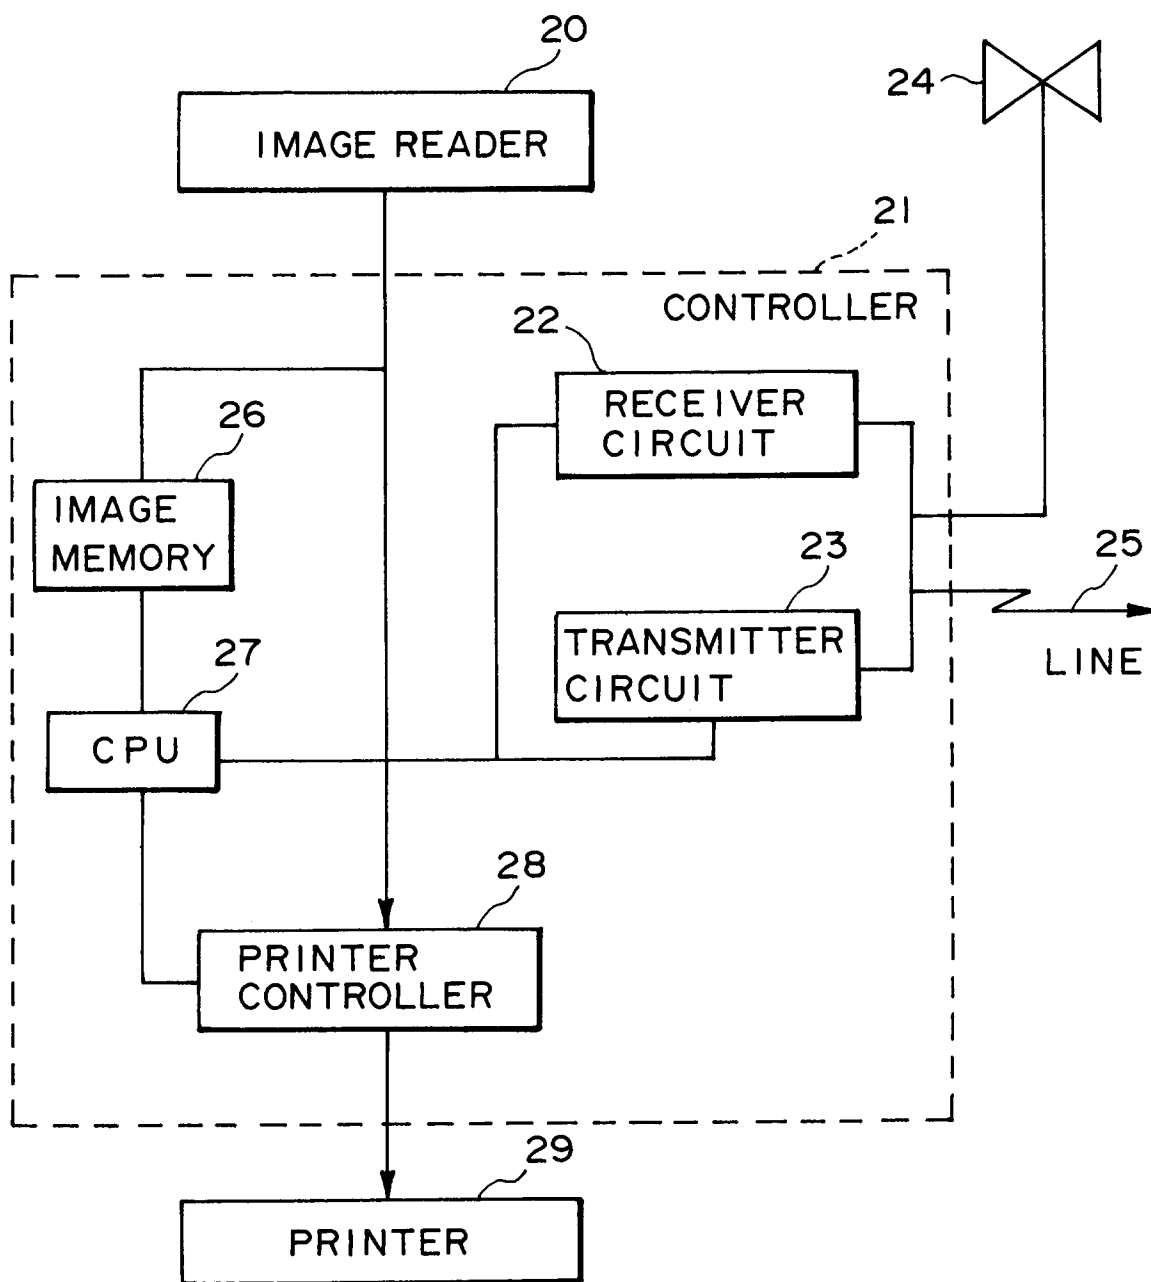 20
IMAGE READER
24
21
CONTROLLER
22
RECEIVER
CIRCUIT
26
IMAGE
MEMORY
23
TRANSMITTER
CIRCUIT
25
LINE
27
CPU
28
PRINTER
CONTROLLER
29
PRINTER